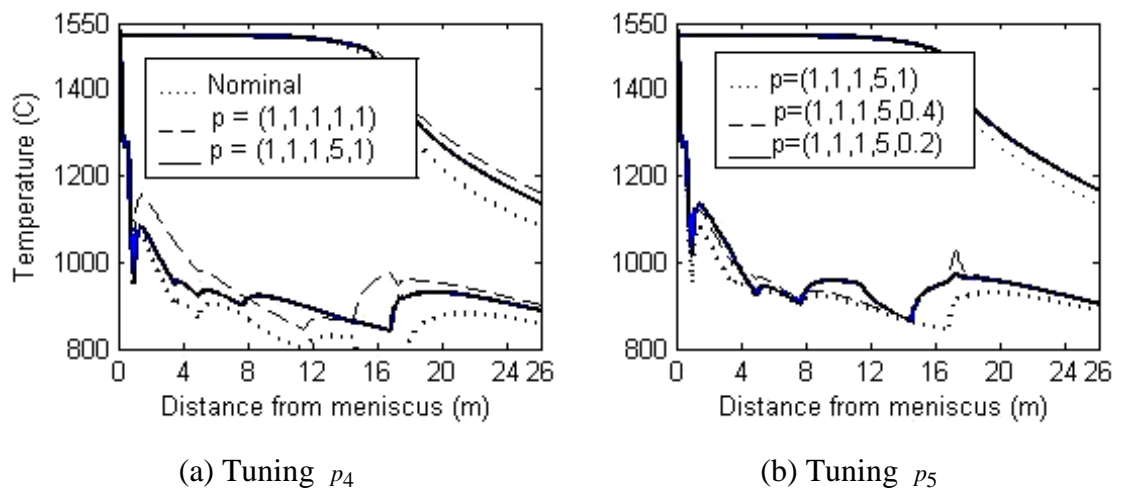 1550
1400
1200
1000
800
Temperature (C)
Nominal
p = (1,1,1,1,1)
p = (1,1,1,5,1)
0 4 8 12 16 20 24 26
Distance from meniscus (m)
(a) Tuning p4
1550
1400
1200
1000
800
p=(1,1,1,5,1)
p=(1,1,1,5,0.4)
p=(1,1,1,5,0.2)
0 4 8 12 16 20 24 26
Distance from meniscus (m)
(b) Tuning p5